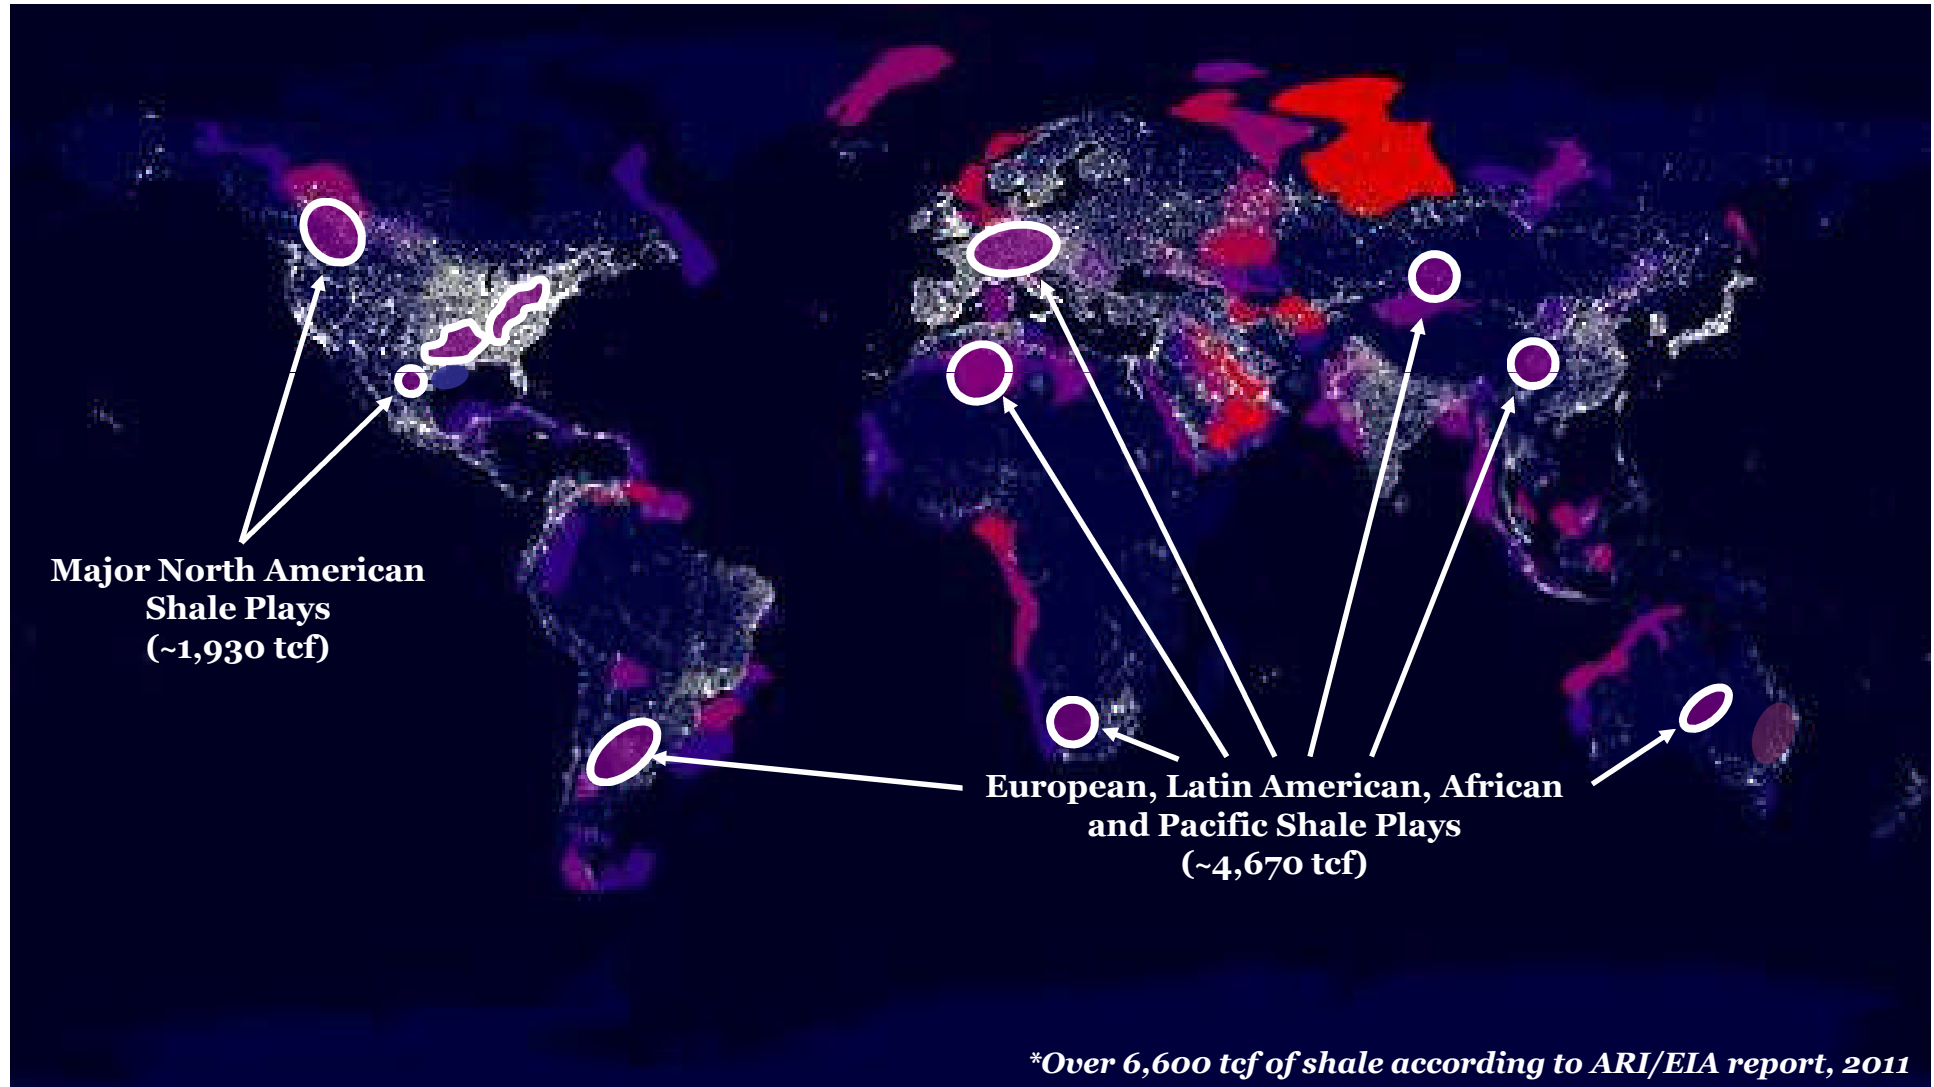 Major North American
Shale Plays
(~1,930 tcf)
European, Latin American, African
and Pacific Shale Plays
(~4,670 tcf)
*Over 6,600 tcf of shale according to ARI/EIA report, 2011